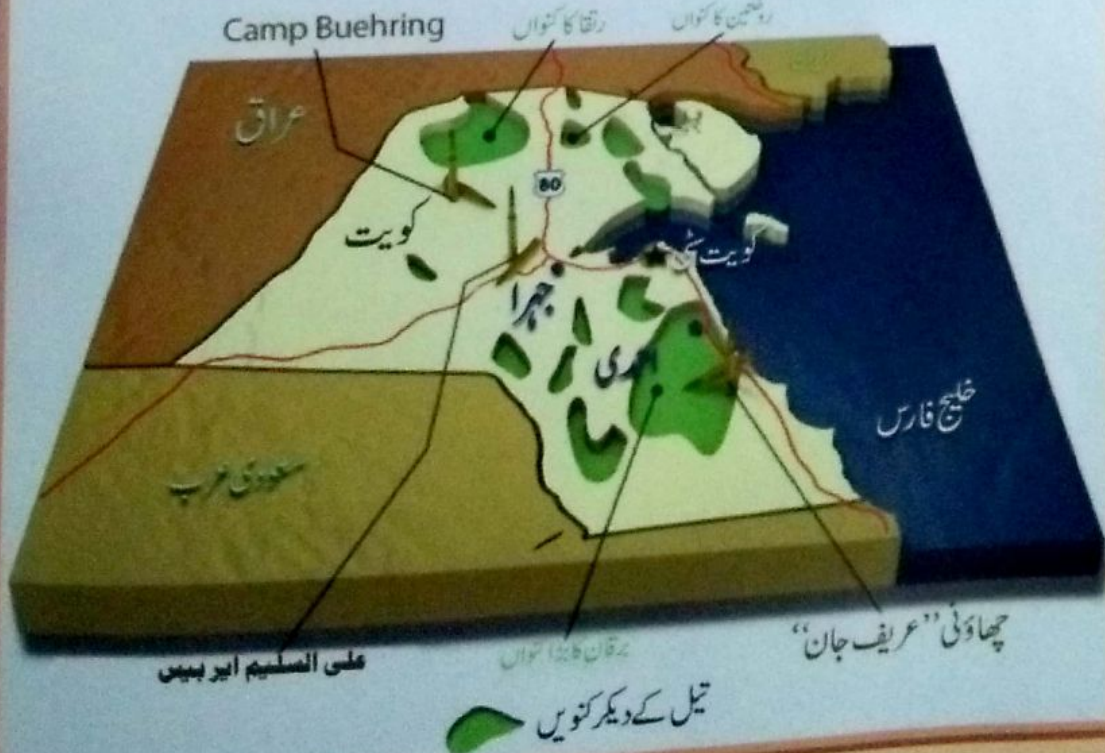 Camp Buehring
رتقا کا کنواں
روضتین کا کنواں
عراق
80
کویت
کویت سٹی
جہرا
احمدی
خلیج فارس
سعودی عرب
علی السلیم ایر بیس
برقان کا بڑا کنواں
چھاؤنی ”عریف جان“
تیل کے دیگر کنویں